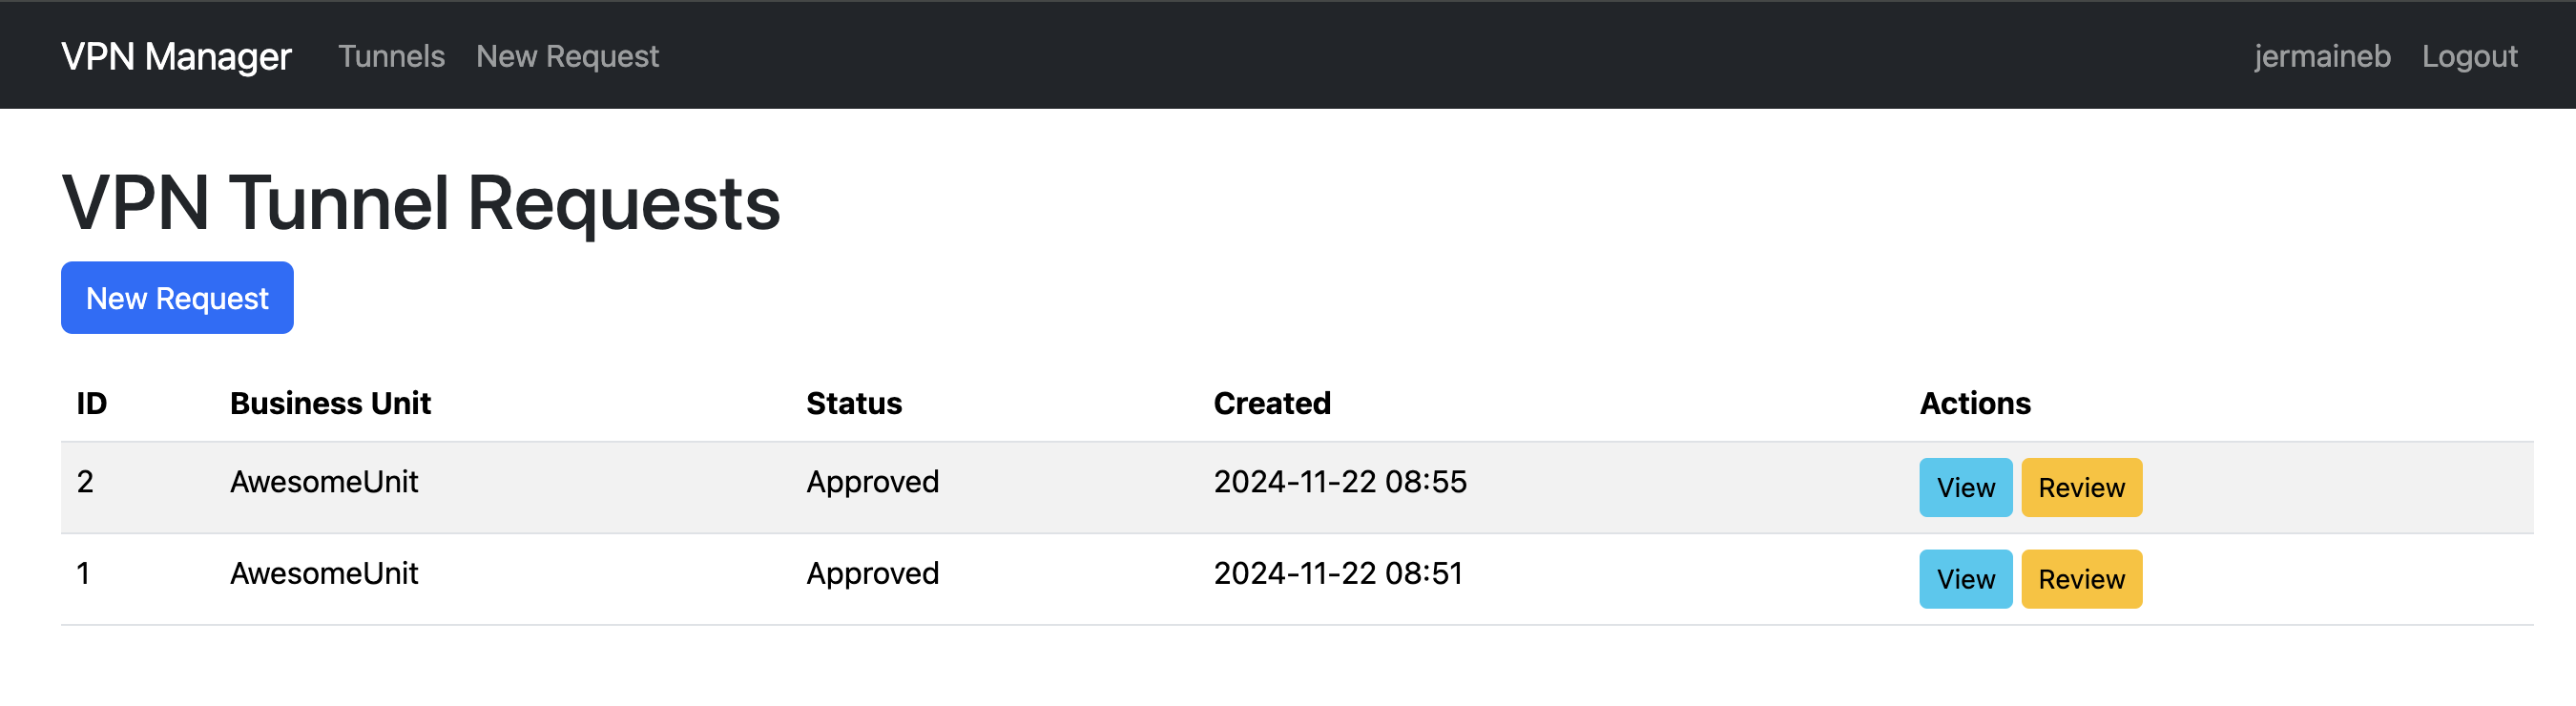 VPN Manager Tunnels New Request jermaineb Logout
VPN Tunnel Requests
New Request
ID Business Unit Status Created Actions
2 AwesomeUnit Approved 2024-11-22 08:55 View Review
1 AwesomeUnit Approved 2024-11-22 08:51 View Review